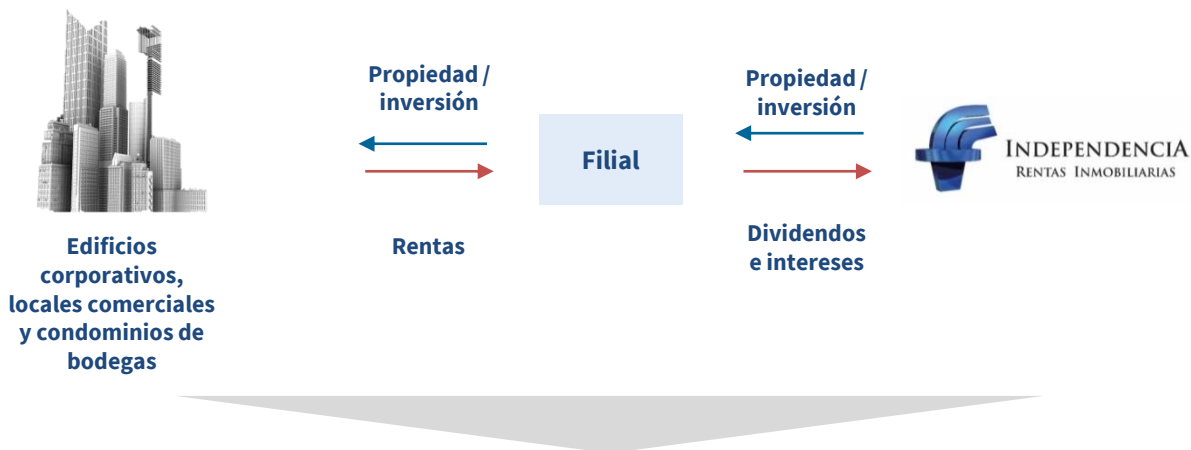 Propiedad /
inversión
Propiedad /
inversión
Filial
INDEPENDENCIA
RENTAS INMOBILIARIAS
Edificios
corporativos,
locales comerciales
y condominios de
bodegas
Rentas
Dividendos
e intereses